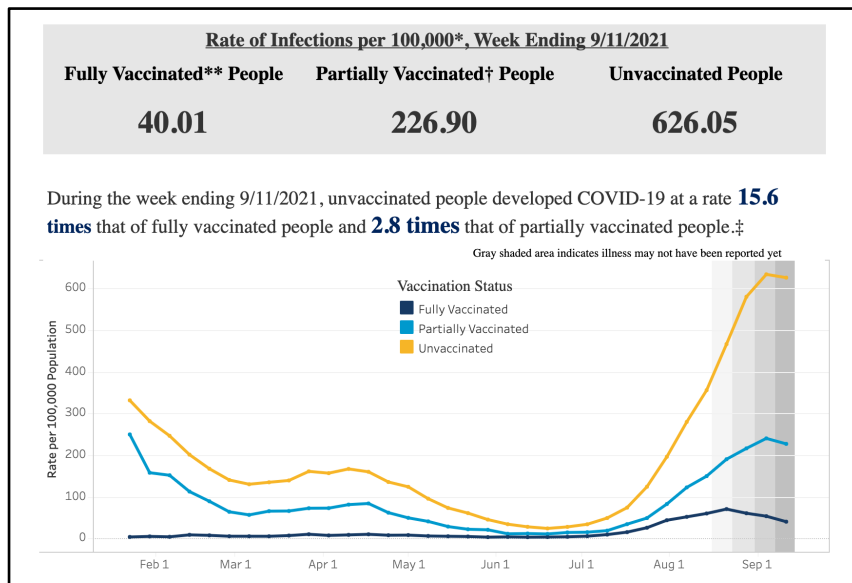 Rate of Infections per 100,000*, Week Ending 9/11/2021
Fully Vaccinated** People Partially Vaccinated† People Unvaccinated People
40.01 226.90 626.05
During the week ending 9/11/2021, unvaccinated people developed COVID-19 at a rate 15.6
times that of fully vaccinated people and 2.8 times that of partially vaccinated people.‡
Gray shaded area indicates illness may not have been reported yet
Vaccination Status
Fully Vaccinated
Partially Vaccinated
Unvaccinated
Rate per 100,000 Population
600
500
400
300
200
100
0
Feb 1 Mar 1 Apr 1 May 1 Jun 1 Jul 1 Aug 1 Sep 1